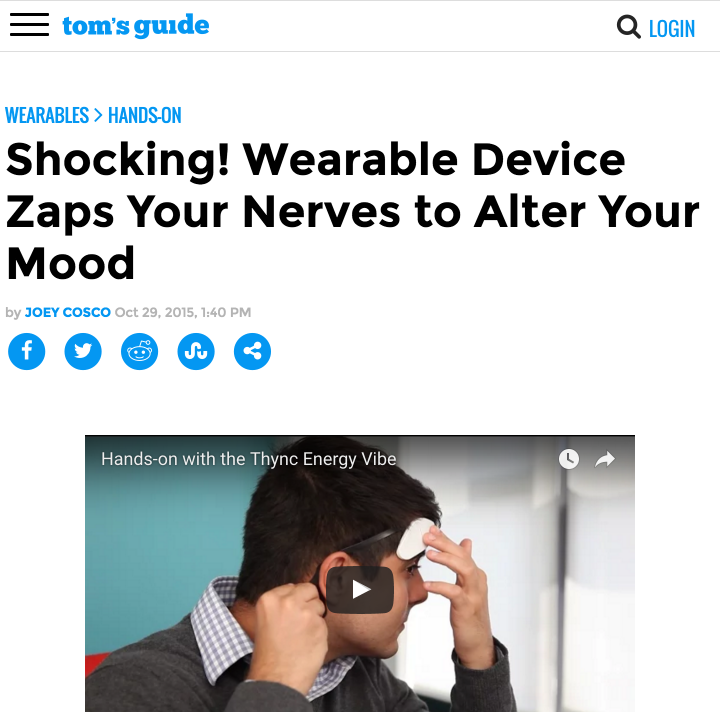 tom's guide
LOGIN
WEARABLES > HANDS-ON
Shocking! Wearable Device
Zaps Your Nerves to Alter Your
Mood
by JOEY COSCO Oct 29, 2015, 1:40 PM
Hands-on with the Thync Energy Vibe